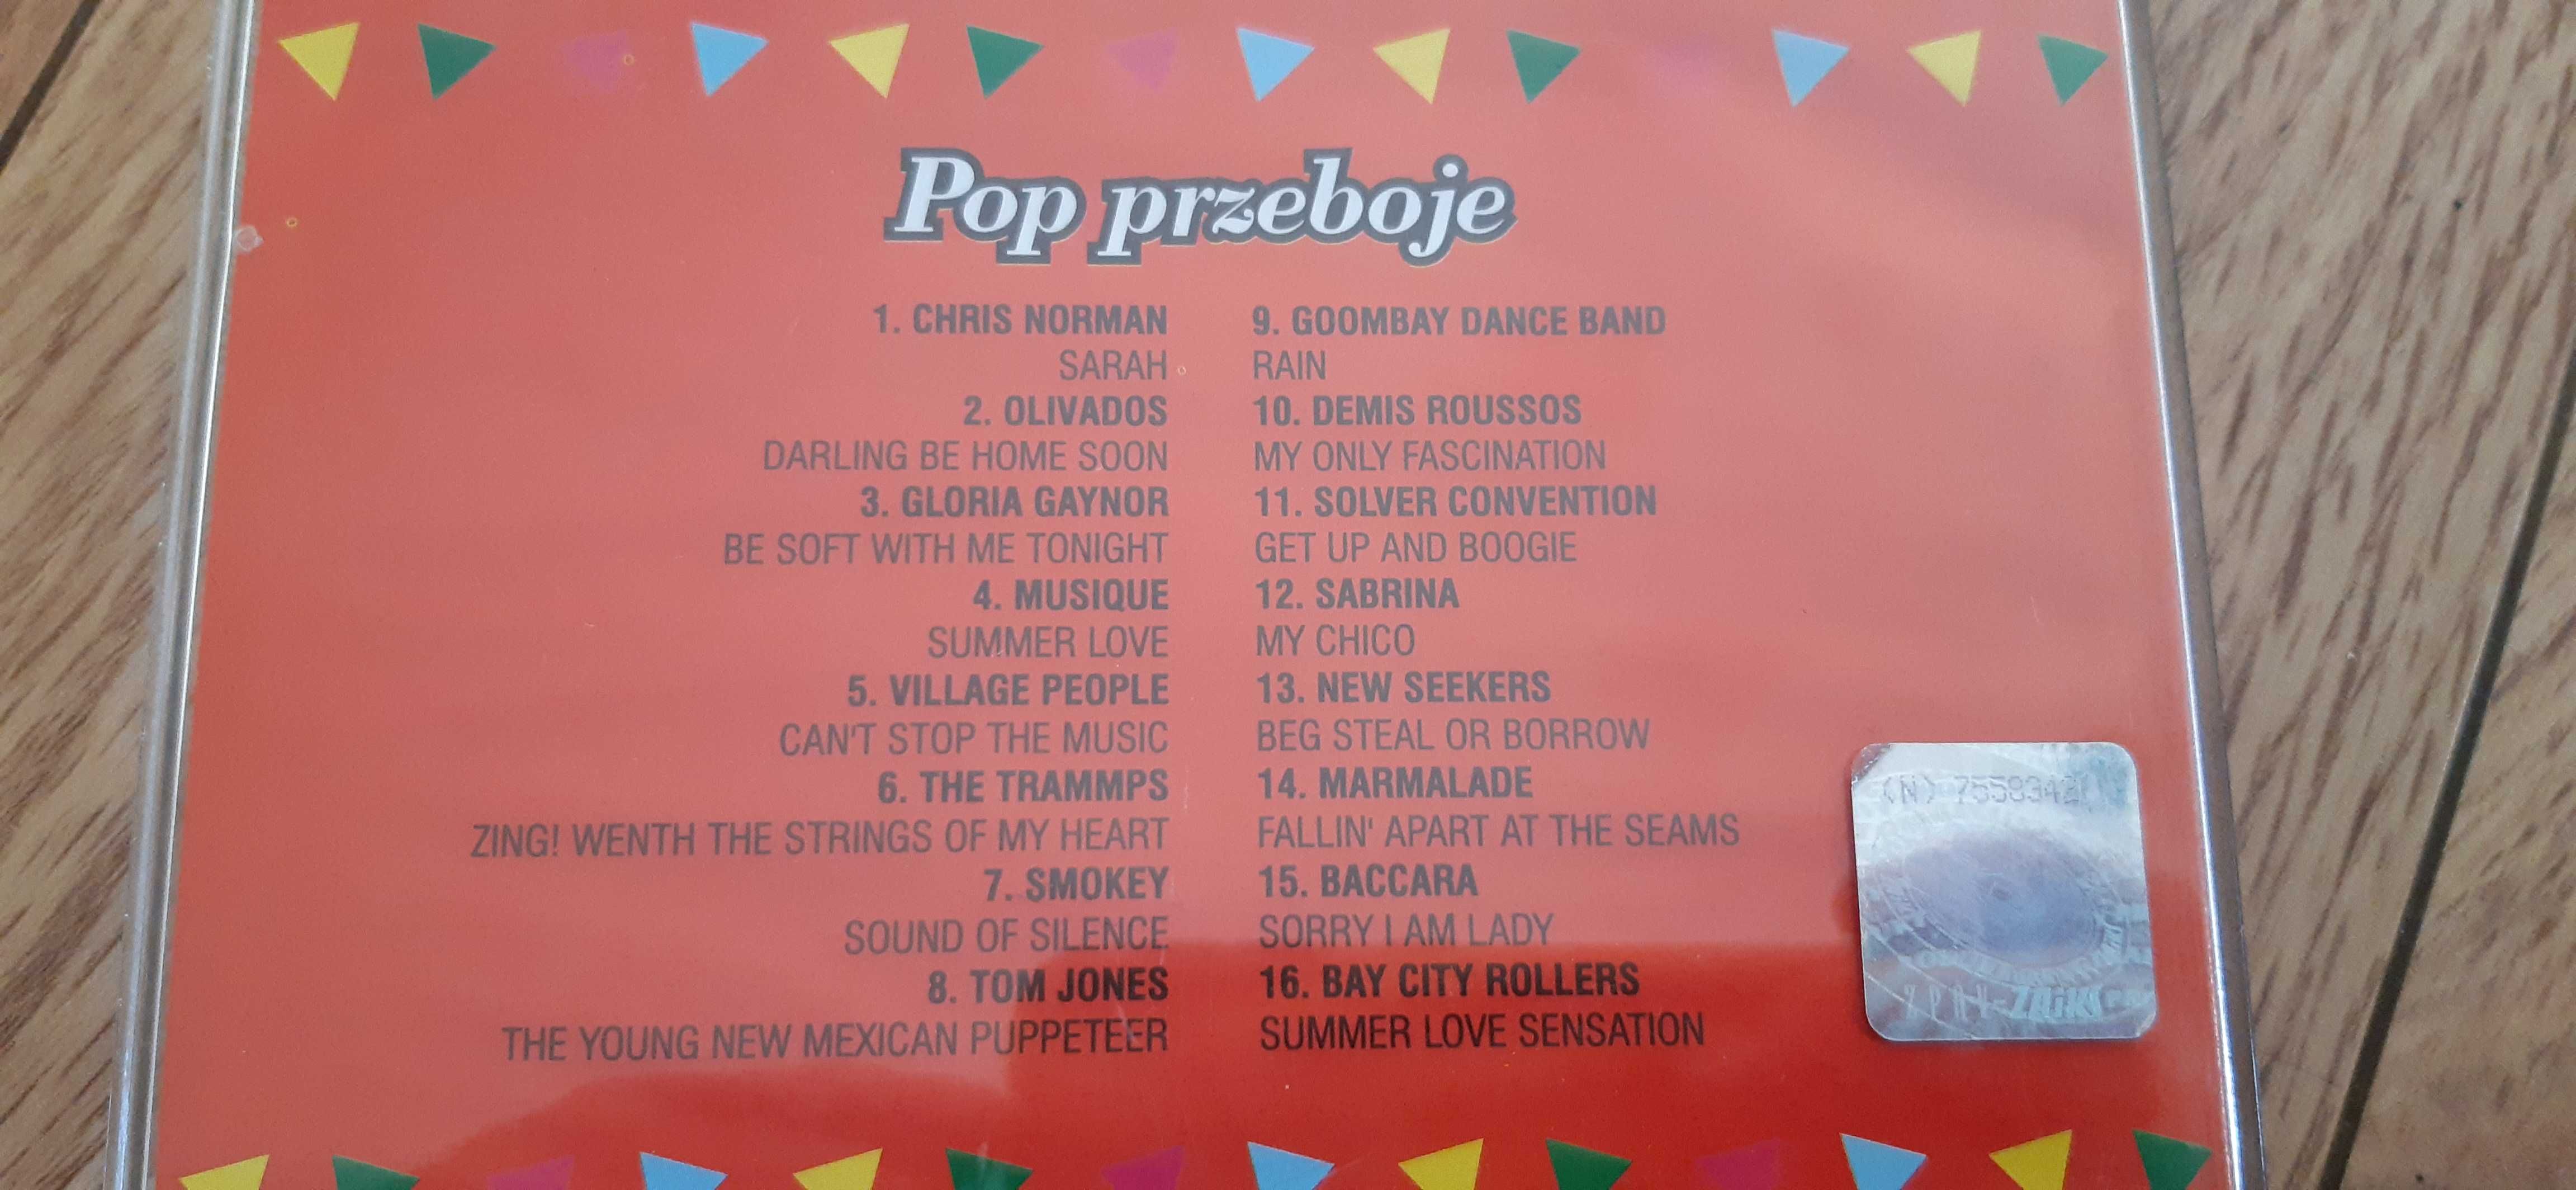 Pop przeboje
1. CHRIS NORMAN
SARAH
2. OLIVADOS
DARLING BE HOME SOON
3. GLORIA GAYNOR
BE SOFT WITH ME TONIGHT
4. MUSIQUE
SUMMER LOVE
5. VILLAGE PEOPLE
CAN'T STOP THE MUSIC
6. THE TRAMMPS
ZING! WENTH THE STRINGS OF MY HEART
7. SMOKEY
SOUND OF SILENCE
8. TOM JONES
THE YOUNG NEW MEXICAN PUPPETEER
9. GOOMBAY DANCE BAND
RAIN
10. DEMIS ROUSSOS
MY ONLY FASCINATION
11. SOLVER CONVENTION
GET UP AND BOOGIE
12. SABRINA
MY CHICO
13. NEW SEEKERS
BEG STEAL OR BORROW
14. MARMALADE
FALLIN' APART AT THE SEAMS
15. BACCARA
SORRY I AM LADY
16. BAY CITY ROLLERS
SUMMER LOVE SENSATION
(N)
ZPAV-ZAiKS